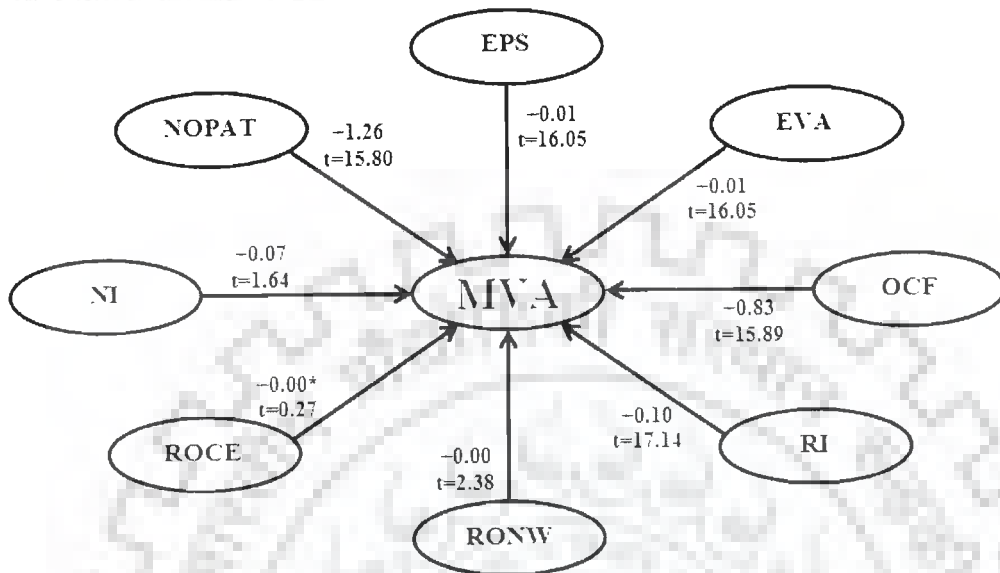 EPS
NOPAT
−1.26
t=15.80
−0.01
t=16.05
EVA
−0.01
t=16.05
NI
−0.07
t=1.64
MVA
OCF
−0.83
t=15.89
ROCE
−0.00*
t=0.27
−0.00
t=2.38
RONW
−0.10
t=17.14
RI